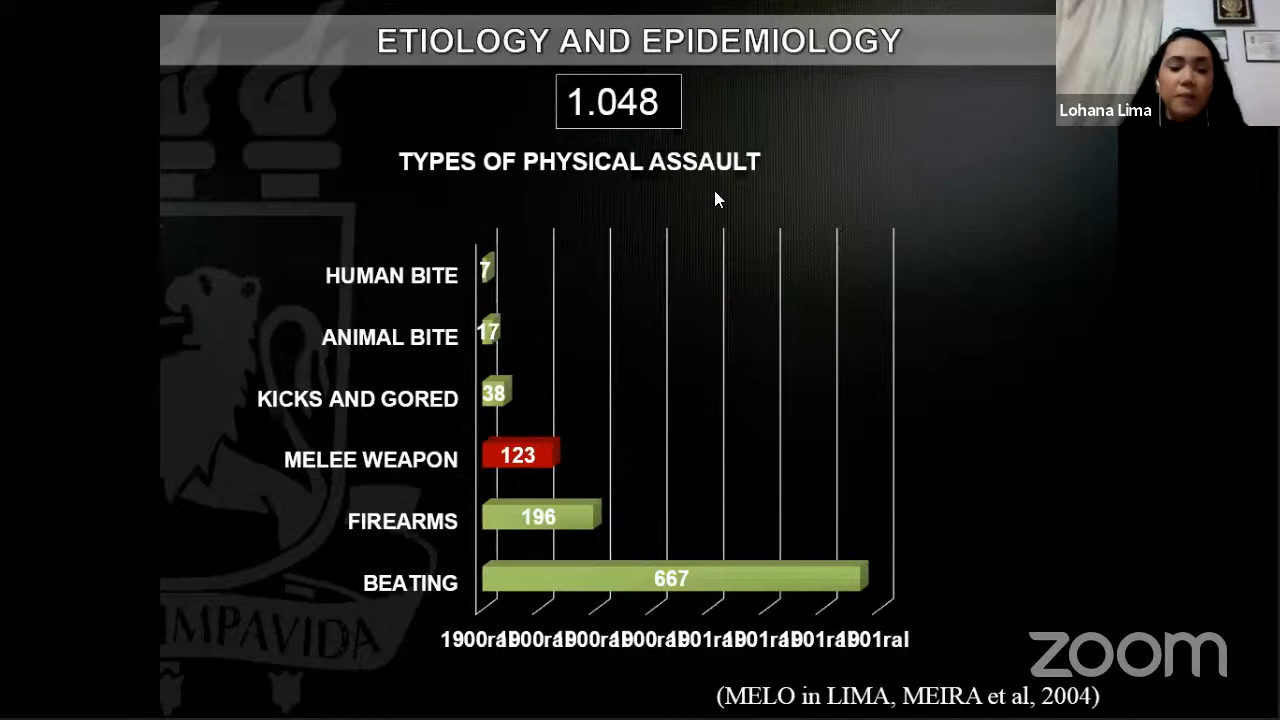 ETIOLOGY AND EPIDEMIOLOGY
1.048
Lohana Lima
TYPES OF PHYSICAL ASSAULT
HUMAN BITE 7
ANIMAL BITE 17
KICKS AND GORED 38
MELEE WEAPON 123
FIREARMS 196
BEATING 667
IMPAVIDA
zoom
(MELO in LIMA, MEIRA et al, 2004)